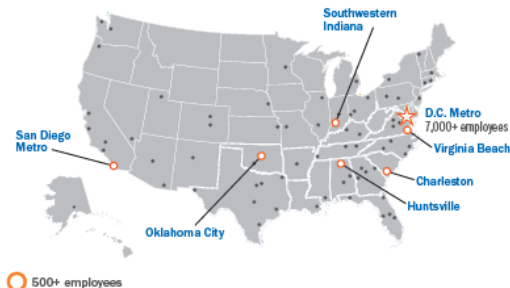 Southwestern
Indiana
D.C. Metro
7,000+ employees
Virginia Beach
San Diego
Metro
Charleston
Huntsville
Oklahoma City
500+ employees